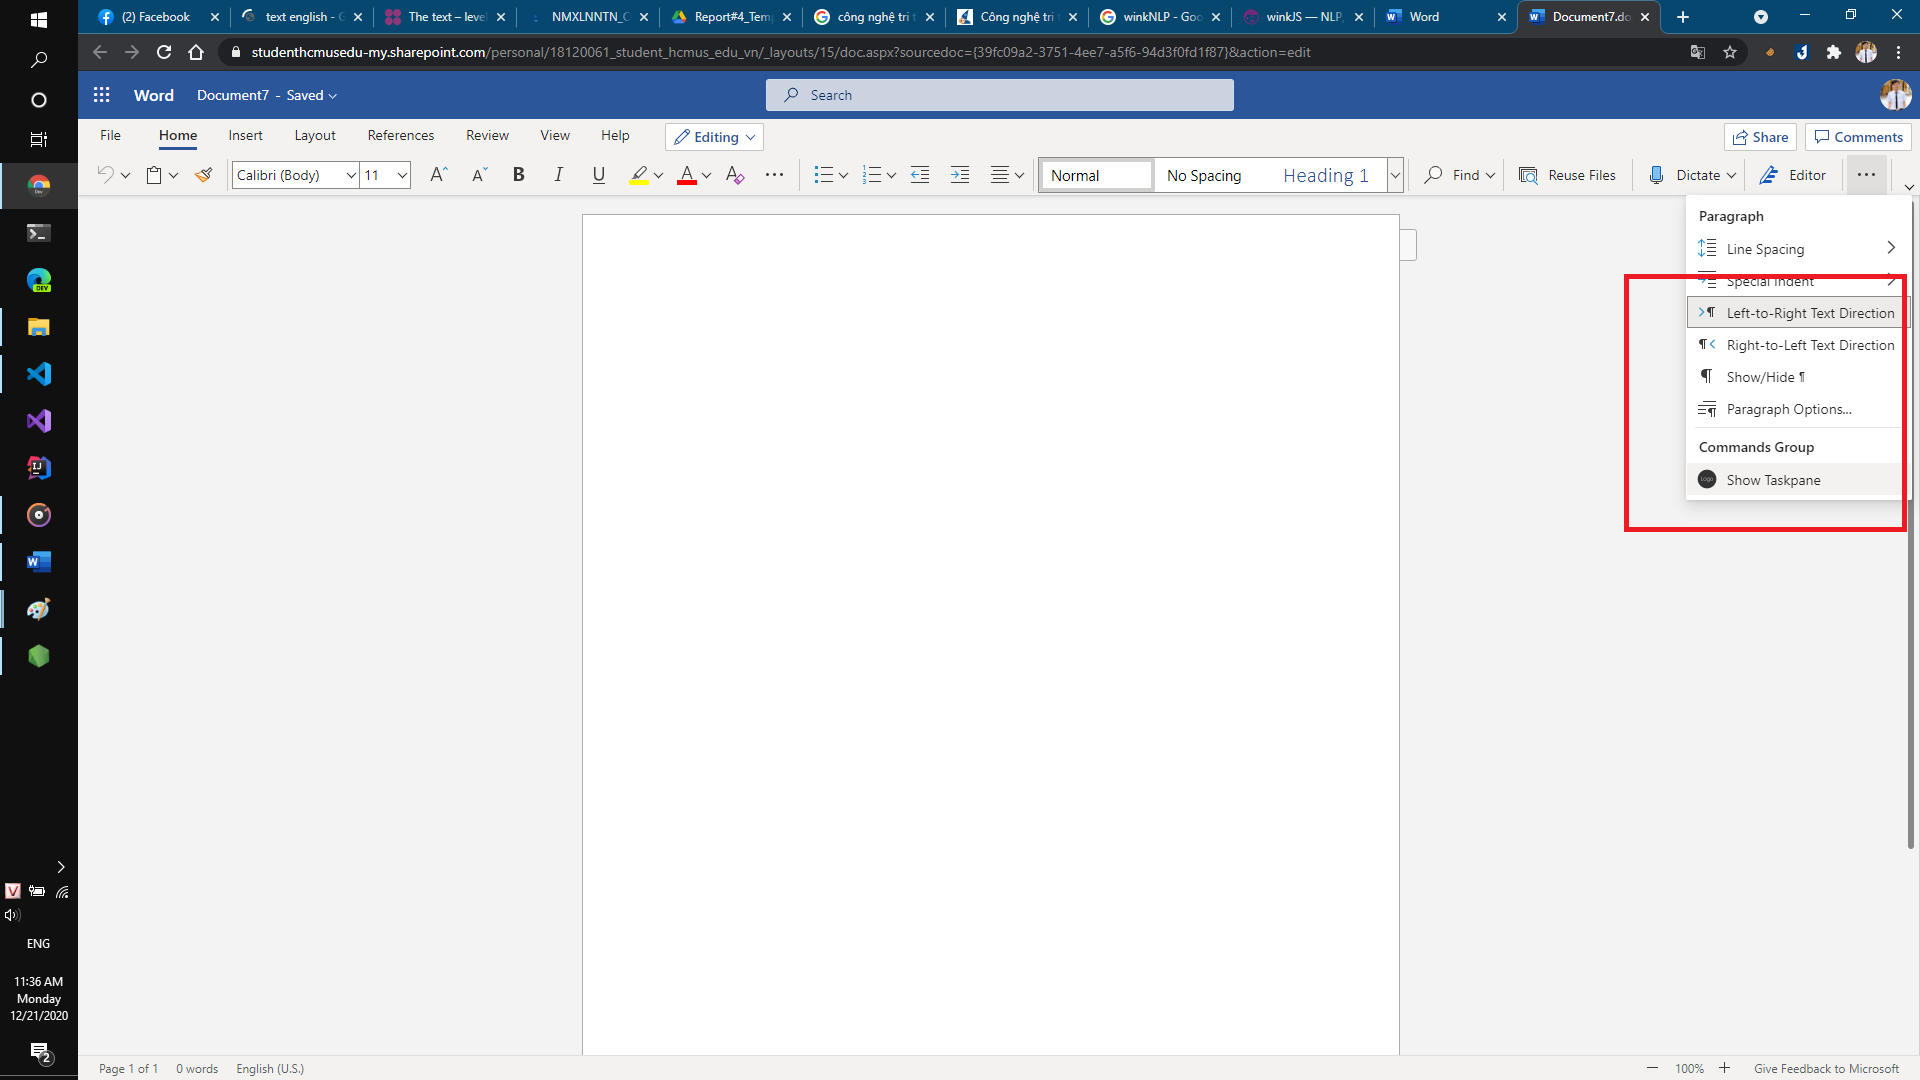 (2) Facebook
text english - G
The text – level
NMXLNNTN_C
Report#4_Temp
công nghệ tri t
Công nghệ tri t
winkNLP - Goo
winkJS — NLP,
Word
Document7.do
studenthcmusedu-my.sharepoint.com/personal/18120061_student_hcmus_edu_vn/_layouts/15/doc.aspx?sourcedoc={39fc09a2-3751-4ee7-a5f6-94d3f0fd1f87}&action=edit
Word Document7 - Saved
Search
File Home Insert Layout References Review View Help Editing
Share Comments
Calibri (Body) 11
B I U A
Normal No Spacing Heading 1
Find Reuse Files Dictate Editor
Paragraph
Line Spacing
Special Indent
Left-to-Right Text Direction
Right-to-Left Text Direction
Show/Hide ¶
Paragraph Options...
Commands Group
Show Taskpane
ENG
11:36 AM
Monday
12/21/2020
2
Page 1 of 1 0 words English (U.S.)
100% Give Feedback to Microsoft